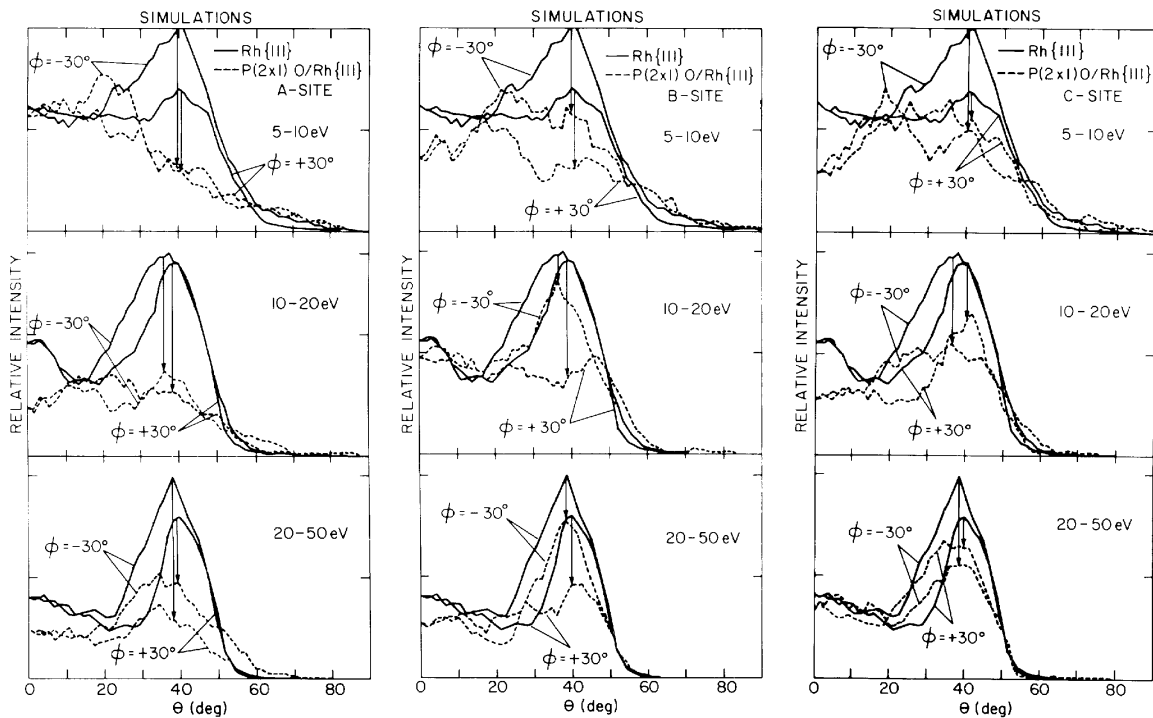 SIMULATIONS
ϕ=-30°
Rh{111}
P(2x1) O/Rh{111}
A-SITE
5-10eV
ϕ=+30°
ϕ=-30°
10-20eV
ϕ=+30°
ϕ=-30°
20-50eV
ϕ=+30°
RELATIVE INTENSITY
0 20 40 60 80
Θ (deg)
SIMULATIONS
ϕ=-30°
Rh{111}
P(2x1) O/Rh{111}
B-SITE
5-10eV
ϕ=+30°
ϕ=-30°
10-20eV
ϕ=+30°
ϕ=-30°
20-50eV
ϕ=+30°
RELATIVE INTENSITY
0 20 40 60 80
Θ (deg)
SIMULATIONS
ϕ=-30°
Rh{111}
P(2x1)O/Rh{111}
C-SITE
5-10eV
ϕ=+30°
ϕ=-30°
10-20eV
ϕ=+30°
ϕ=-30°
20-50eV
ϕ=+30°
RELATIVE INTENSITY
0 20 40 60 80
Θ (deg)